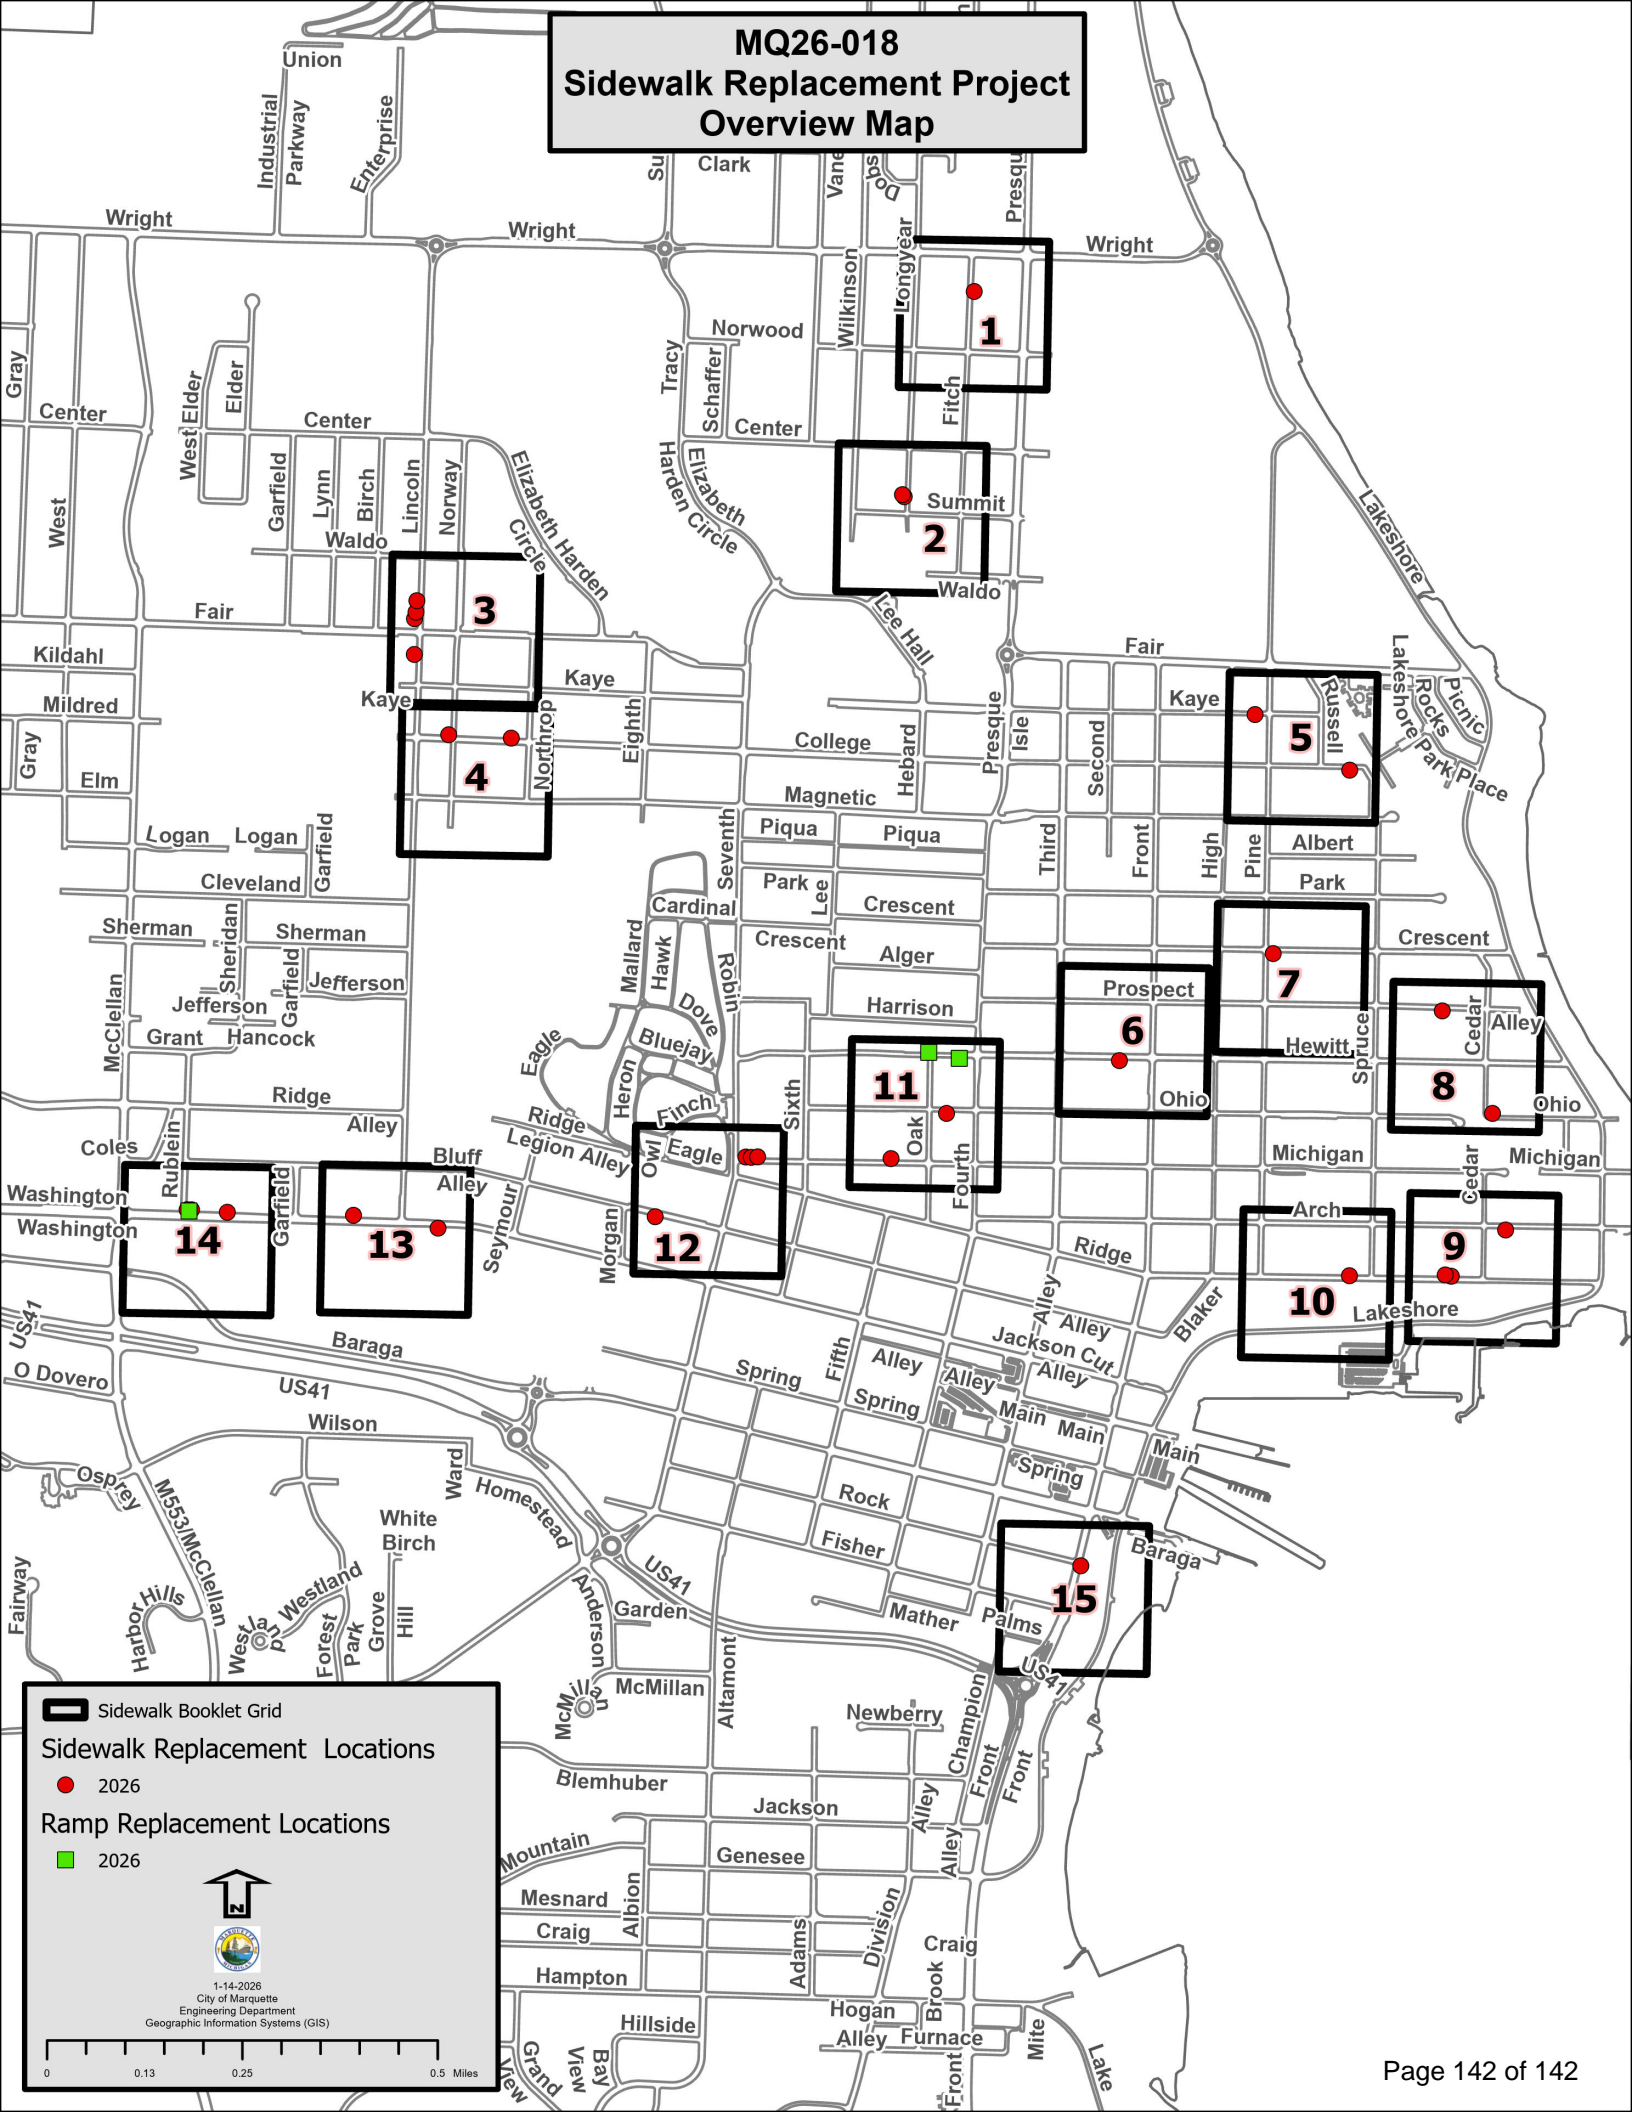 MQ26-018
Sidewalk Replacement Project
Overview Map
Union
Industrial
Parkway
Enterprise
Su
Clark
Vane
Dobs
Presqu
Wright
Wright
Wright
Longyear
Wilkinson
1
Norwood
Tracy
Schaffer
Fitch
Gray
Center
West Elder
Elder
Center
Center
West
Garfield
Lynn
Birch
Lincoln
Norway
Elizabeth Harden
Circle
Elizabeth
Harden Circle
Summit
2
Waldo
Waldo
Lakeshore
Fair
3
Lee Hall
Fair
Kildahl
Kaye
Kaye
Kaye
Mildred
Gray
Elm
4
Northrop
Eighth
College
Hebard
Presque
Isle
Second
5
Russell
Lakeshore
Rocks
Picnic
Park Place
Magnetic
Piqua
Piqua
Logan
Logan
Garfield
Seventh
Third
Front
High
Pine
Albert
Cleveland
Park
Lee
Park
Cardinal
Crescent
Crescent
Crescent
Sherman
Sheridan
Sherman
Mallard
Hawk
Robin
Alger
Jefferson
Garfield
Jefferson
Dove
Harrison
Prospect
7
McClellan
Grant
Hancock
Eagle
Bluejay
6
Hewitt
Spruce
Cedar
Alley
8
Ridge
Heron
Finch
Sixth
11
Oak
Ohio
Ohio
Alley
Ridge
Legion Alley
Owl
Eagle
Fourth
Michigan
Cedar
Michigan
Coles
Rublein
Bluff
Alley
Washington
Washington
14
Garfield
13
Seymour
Morgan
12
Arch
9
Ridge
10
Lakeshore
US41
Baraga
Alley
Alley
Blaker
O Dovero
US41
Spring
Fifth
Alley
Jackson Cut
Alley
Alley
Spring
Main
Main
Main
Wilson
Spring
Osprey
M553/McClellan
Ward
Homestead
Rock
White
Birch
Fisher
Baraga
Fairway
Harbor Hills
Westland
Westland
Forest
Park
Grove
Hill
US41
Anderson
Garden
Mather
Palms
15
US41
McMillan
McMillan
Altamont
Newberry
Champion
Front
Front
Blemhuber
Jackson
Alley
Alley
Mountain
Genesee
Mesnard
Albion
Craig
Adams
Division
Craig
Hampton
Brook
Hogan
Hillside
Alley
Furnace
Mite
Lake
View
Grand
View
Bay
Front
Sidewalk Booklet Grid
Sidewalk Replacement Locations
2026
Ramp Replacement Locations
2026
N
1-14-2026
City of Marquette
Engineering Department
Geographic Information Systems (GIS)
0 0.13 0.25 0.5 Miles
Page 142 of 142